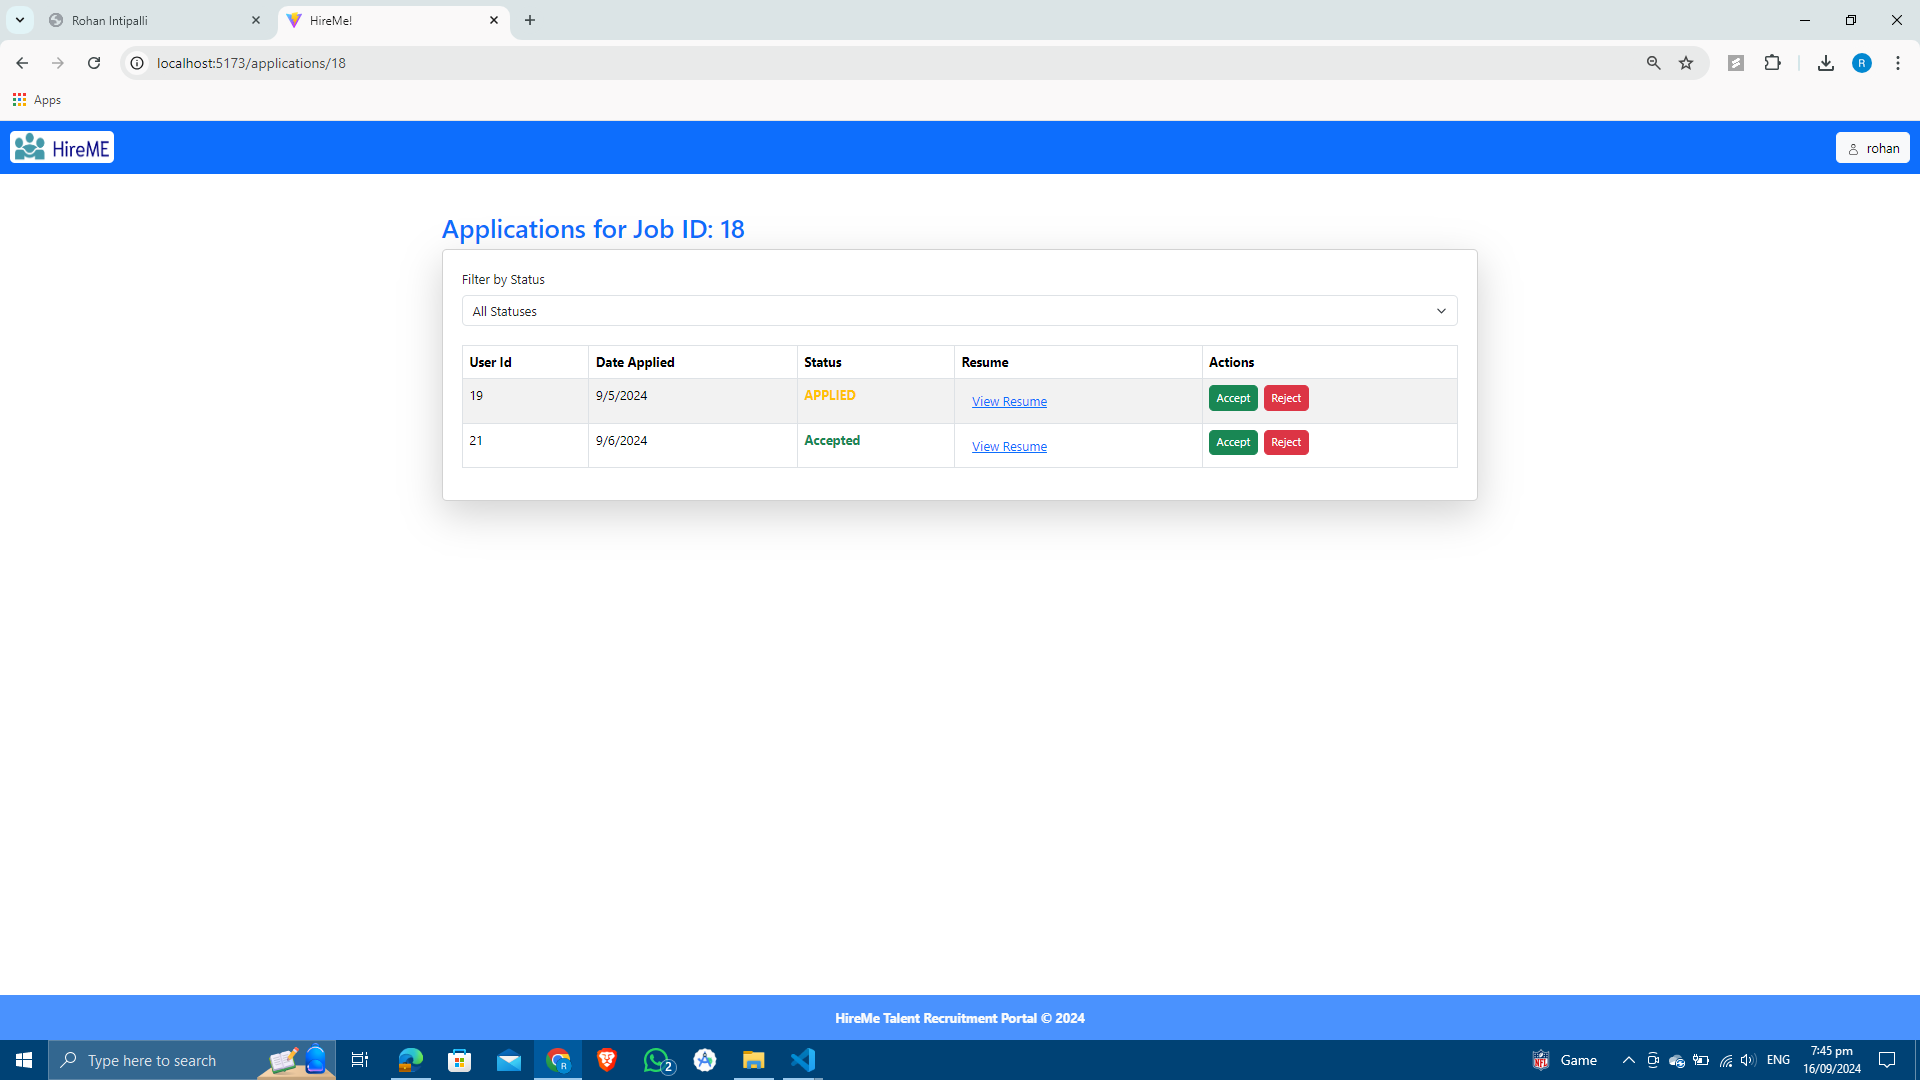 Rohan Intipalli
HireMe!
localhost:5173/applications/18
R
Apps
HireME
rohan
Applications for Job ID: 18
Filter by Status
All Statuses
User Id Date Applied Status Resume Actions
19 9/5/2024 APPLIED View Resume Accept Reject
21 9/6/2024 Accepted View Resume Accept Reject
HireMe Talent Recruitment Portal © 2024
Type here to search
R
2
NFL
Game
ENG
7:45 pm
16/09/2024